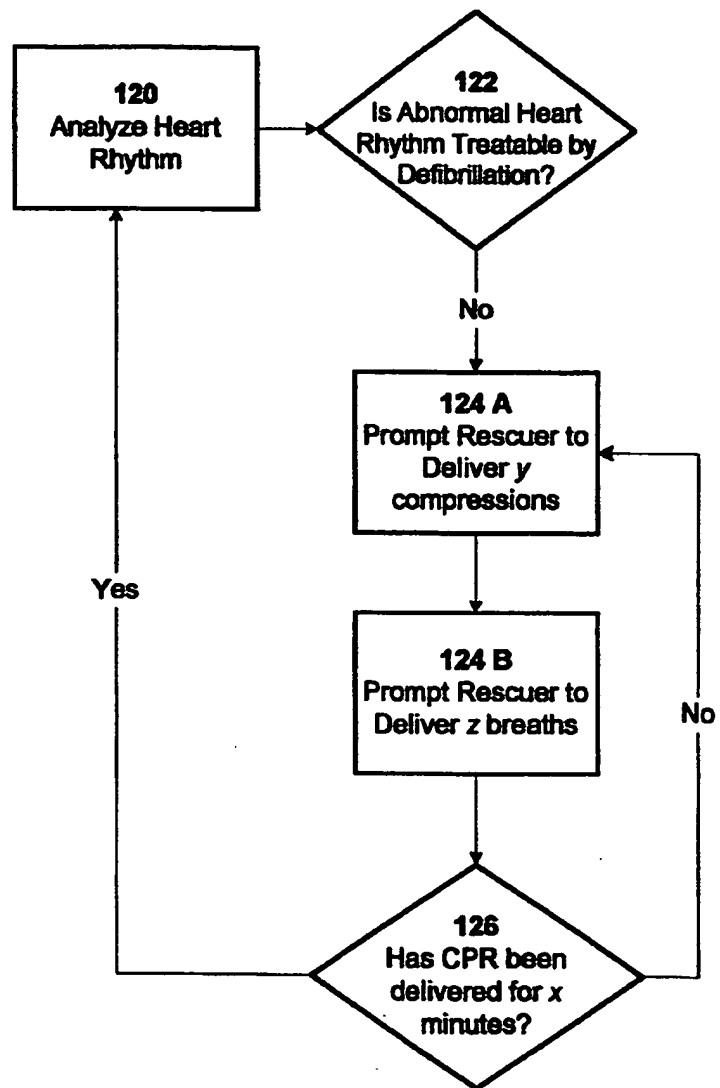 120
Analyze Heart
Rhythm
122
Is Abnormal Heart
Rhythm Treatable by
Defibrillation?
No
124 A
Prompt Rescuer to
Deliver y
compressions
Yes
124 B
Prompt Rescuer to
Deliver z breaths
No
126
Has CPR been
delivered for x
minutes?